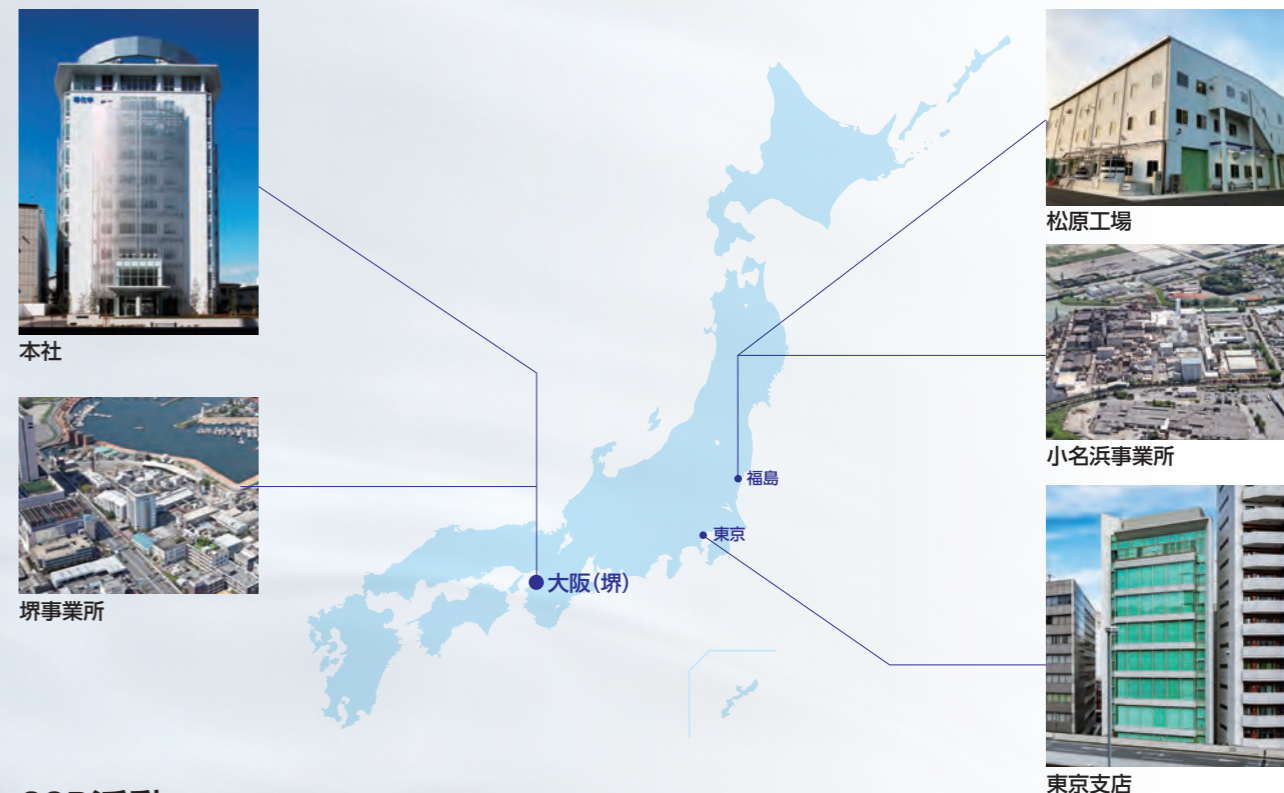 本社
堺事業所
松原工場
小名浜事業所
福島
東京
大阪(堺)
東京支店